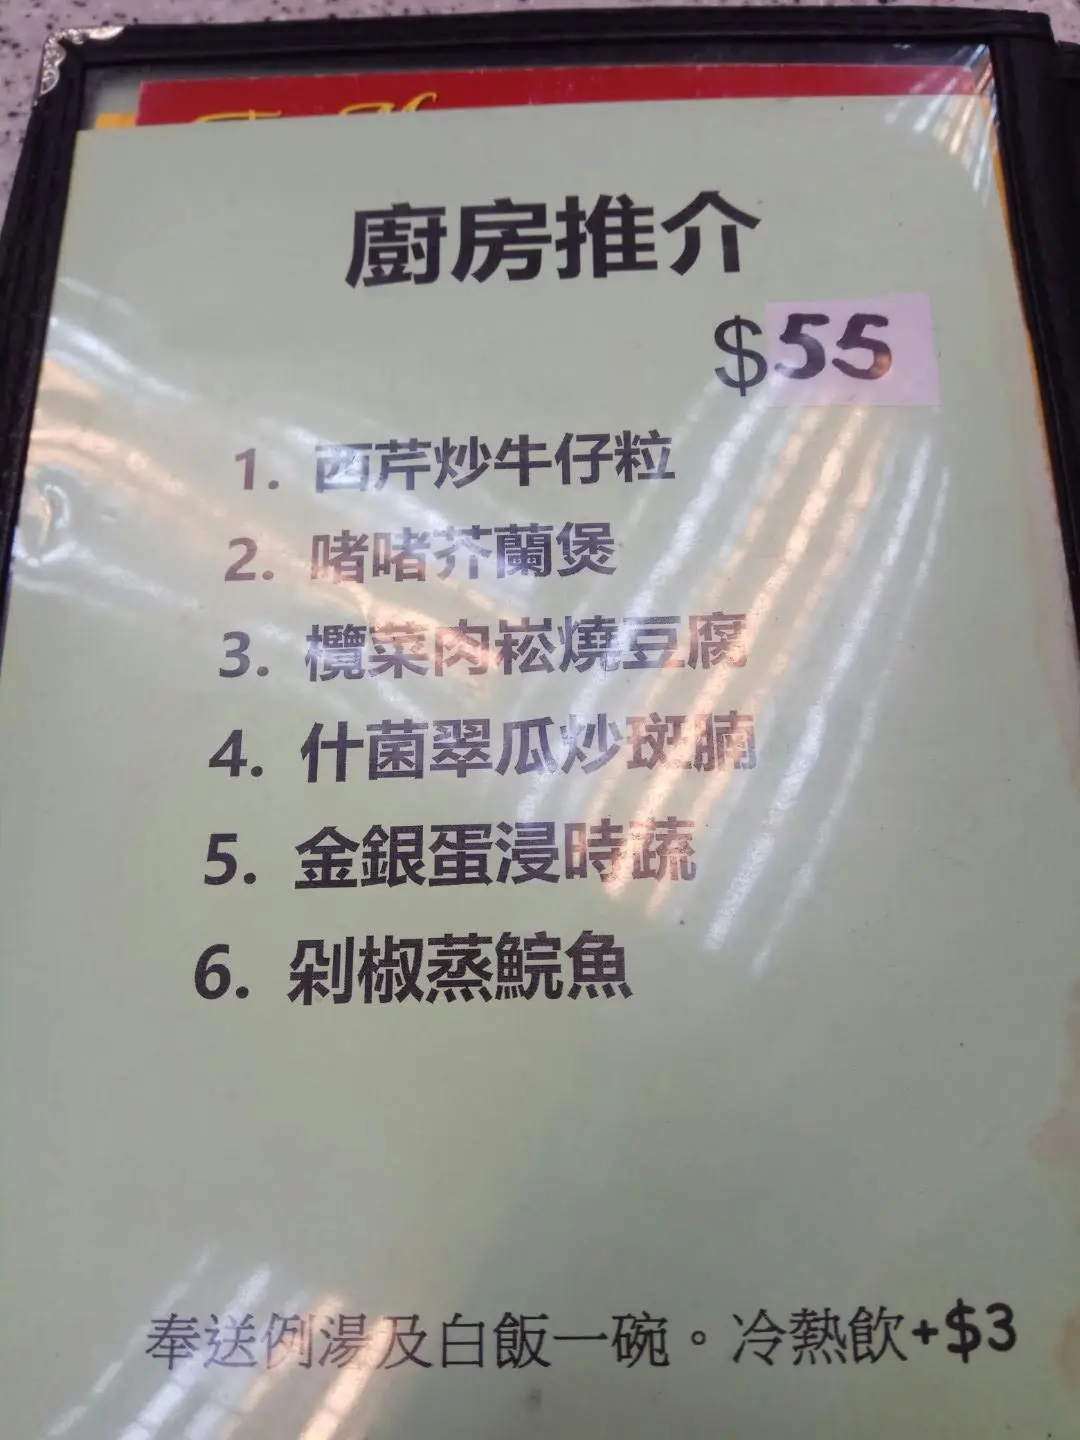 廚房推介
$55
1. 西芹炒牛仔粒
2. 啫啫芥蘭煲
3. 欖菜肉崧燒豆腐
4. 什菌翠瓜炒斑腩
5. 金銀蛋浸時蔬
6. 剁椒蒸鯇魚
奉送例湯及白飯一碗。冷熱飲+$3